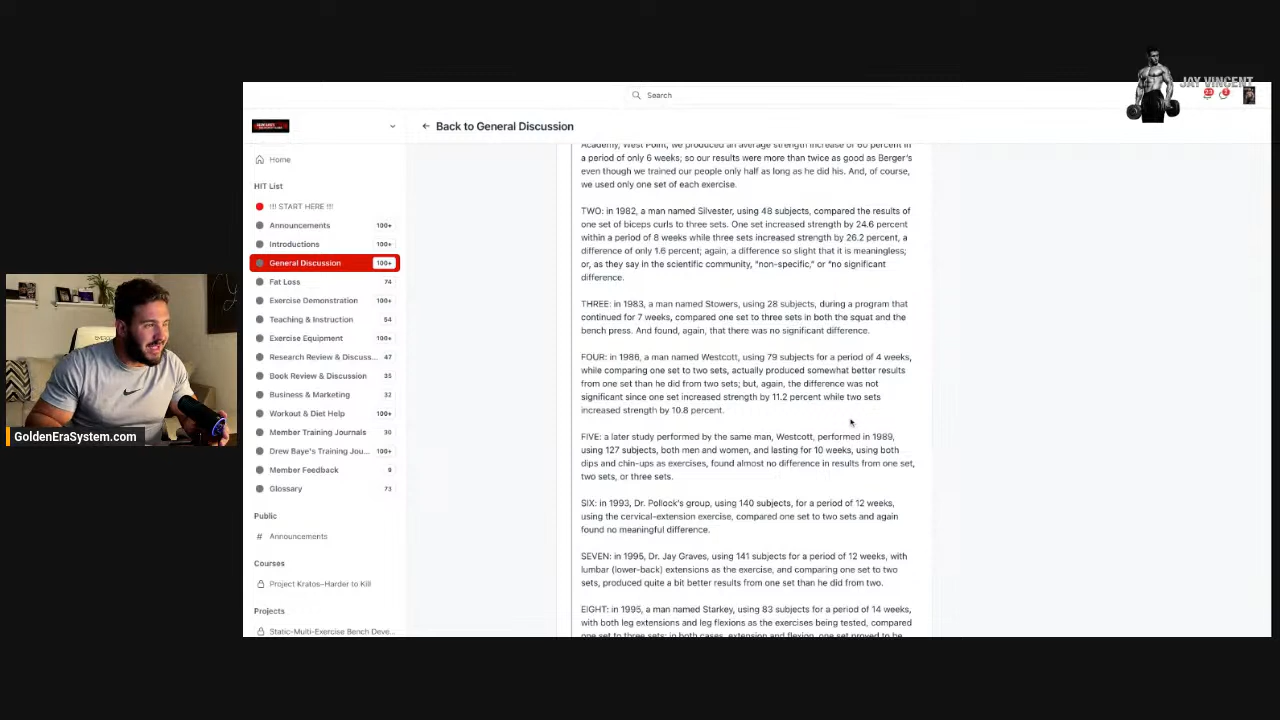 JAY VINCENT
Search
Back to General Discussion
Home
HIT List
!!! START HERE !!!
Announcements 100+
Introductions 100+
General Discussion 100+
Fat Loss 74
Exercise Demonstration 100+
Teaching & Instruction 54
Exercise Equipment 100+
Research Review & Discuss... 47
Book Review & Discussion 35
Business & Marketing 32
Workout & Diet Help 100+
Member Training Journals 30
Drew Baye's Training Jou... 100+
Member Feedback 9
Glossary 73
Public
# Announcements
Courses
Project Kratos–Harder to Kill
Projects
Static-Multi-Exercise Bench Deve...
Academy, West Point, we produced an average strength increase of 60 percent in
a period of only 6 weeks; so our results were more than twice as good as Berger's
even though we trained our people only half as long as he did his. And, of course,
we used only one set of each exercise.
TWO: in 1982, a man named Silvester, using 48 subjects, compared the results of
one set of biceps curls to three sets. One set increased strength by 24.6 percent
within a period of 8 weeks while three sets increased strength by 26.2 percent, a
difference of only 1.6 percent; again, a difference so slight that it is meaningless;
or, as they say in the scientific community, "non-specific," or "no significant
difference.
THREE: in 1983, a man named Stowers, using 28 subjects, during a program that
continued for 7 weeks, compared one set to three sets in both the squat and the
bench press. And found, again, that there was no significant difference.
FOUR: in 1986, a man named Westcott, using 79 subjects for a period of 4 weeks,
while comparing one set to two sets, actually produced somewhat better results
from one set than he did from two sets; but, again, the difference was not
significant since one set increased strength by 11.2 percent while two sets
increased strength by 10.8 percent.
FIVE: a later study performed by the same man, Westcott, performed in 1989,
using 127 subjects, both men and women, and lasting for 10 weeks, using both
dips and chin-ups as exercises, found almost no difference in results from one set,
two sets, or three sets.
SIX: in 1993, Dr. Pollock's group, using 140 subjects, for a period of 12 weeks,
using the cervical-extension exercise, compared one set to two sets and again
found no meaningful difference.
SEVEN: in 1995, Dr. Jay Graves, using 141 subjects for a period of 12 weeks, with
lumbar (lower-back) extensions as the exercise, and comparing one set to two
sets, produced quite a bit better results from one set than he did from two.
EIGHT: in 1995, a man named Starkey, using 83 subjects for a period of 14 weeks,
with both leg extensions and leg flexions as the exercises being tested, compared
one set to three sets; in both cases, extension and flexion, one set proved to be
GoldenEraSystem.com